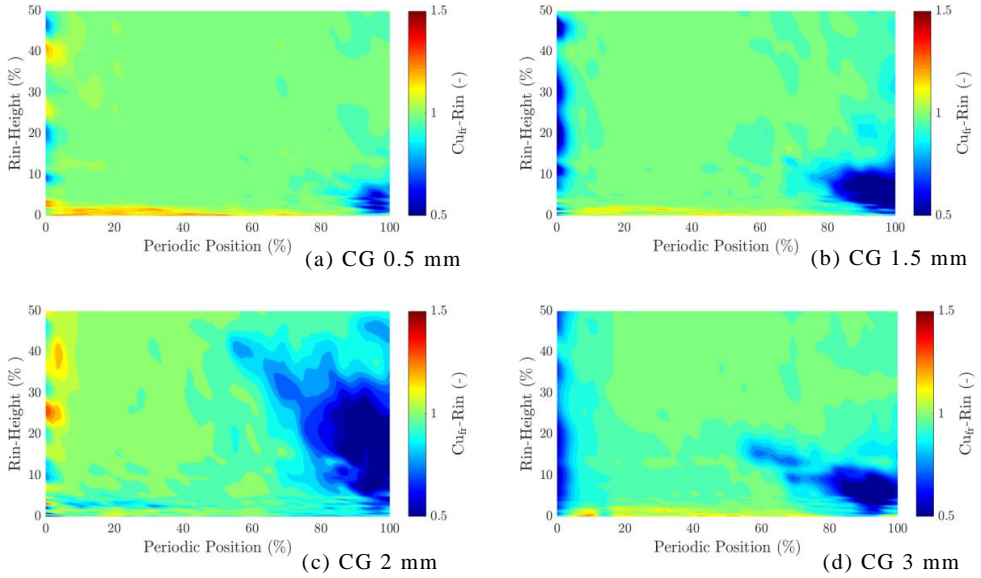 50
40
30
20
10
0
Rin-Height (% )
0 20 40 60 80 100
Periodic Position (%)
1.5
1
0.5
Cu_fr-Rin (-)
(a) CG 0.5 mm
50
40
30
20
10
0
Rin-Height (% )
0 20 40 60 80 100
Periodic Position (%)
1.5
1
0.5
Cu_fr-Rin (-)
(b) CG 1.5 mm
50
40
30
20
10
0
Rin-Height (% )
0 20 40 60 80 100
Periodic Position (%)
1.5
1
0.5
Cu_fr-Rin (-)
(c) CG 2 mm
50
40
30
20
10
0
Rin-Height (% )
0 20 40 60 80 100
Periodic Position (%)
1.5
1
0.5
Cu_fr-Rin (-)
(d) CG 3 mm